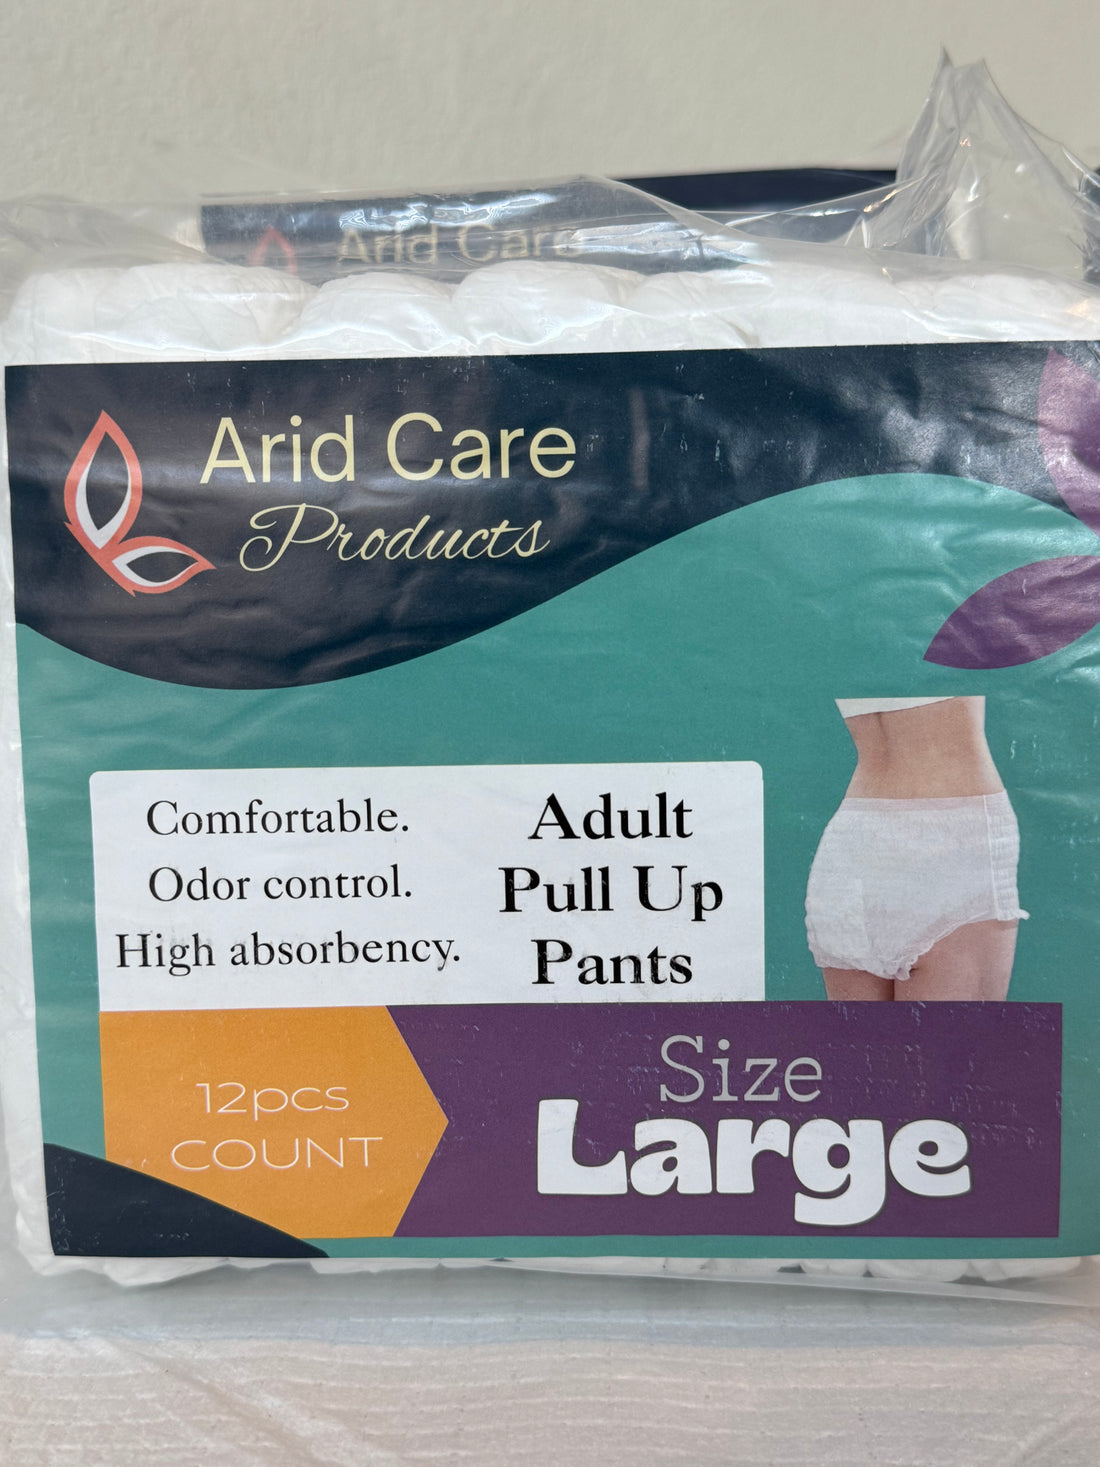 Arid Care
Arid Care
Products
Comfortable.
Odor control.
High absorbency.
Adult
Pull Up
Pants
12pcs
COUNT
Size
Large